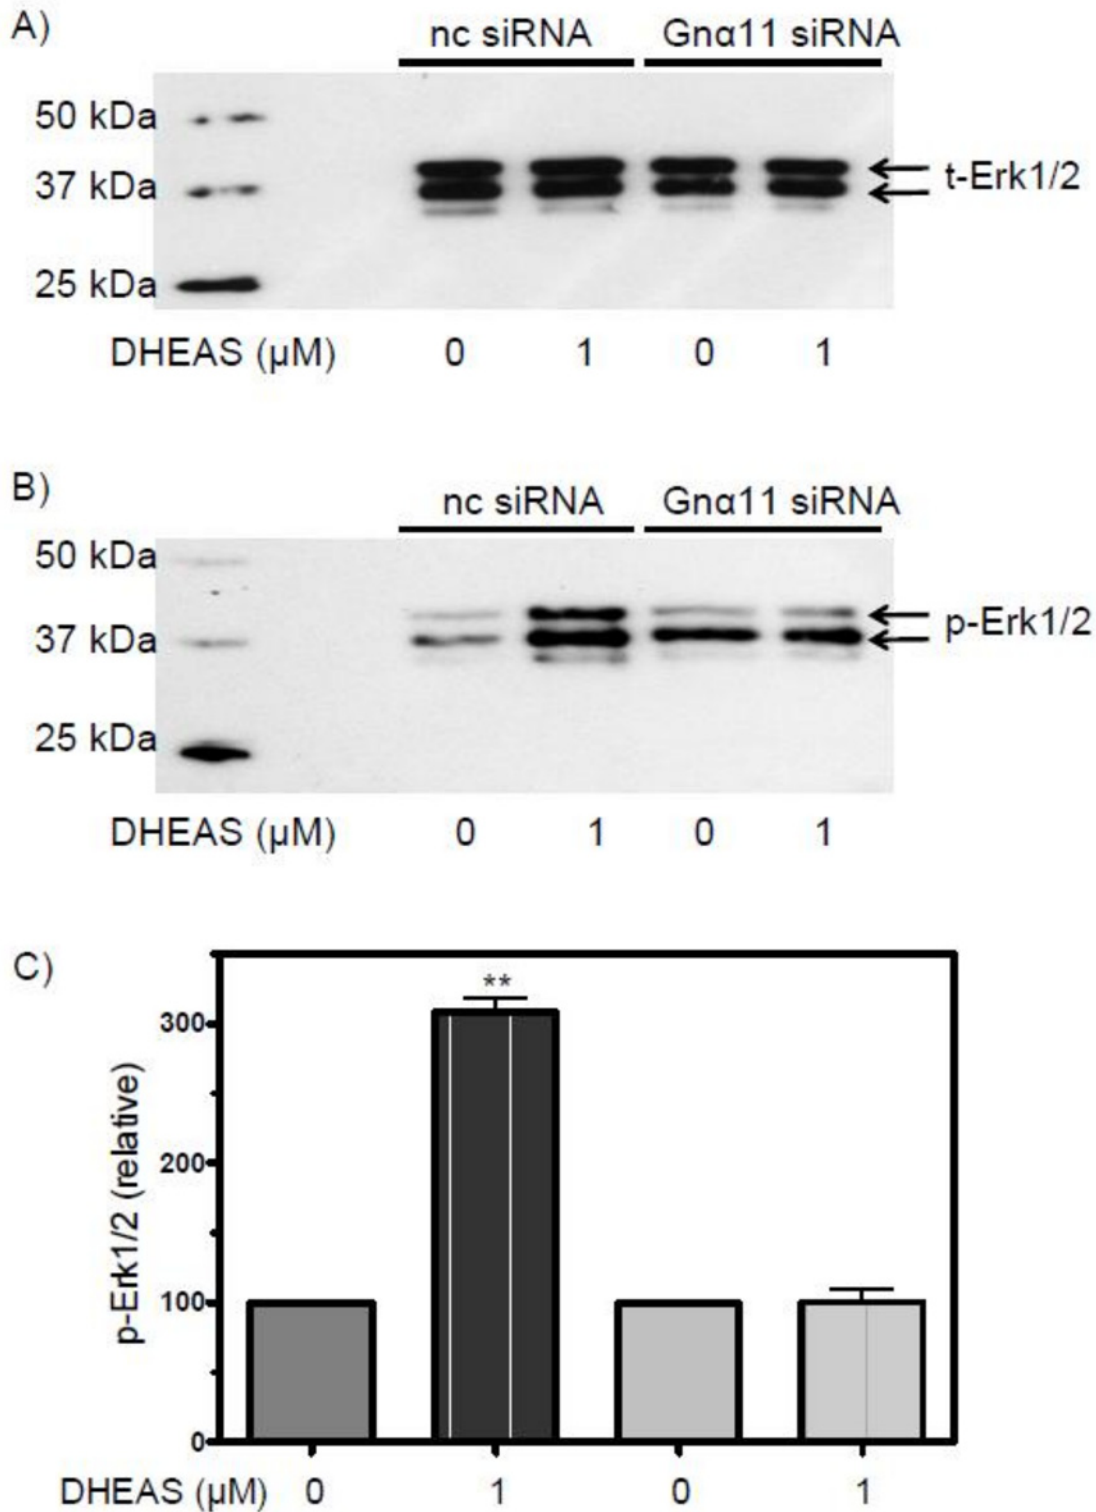 A)
nc siRNA Gnα11 siRNA
50 kDa
37 kDa
t-Erk1/2
25 kDa
DHEAS (µM) 0 1 0 1
B)
nc siRNA Gnα11 siRNA
50 kDa
37 kDa
p-Erk1/2
25 kDa
DHEAS (µM) 0 1 0 1
C)
**
300
200
100
0
p-Erk1/2 (relative)
DHEAS (µM) 0 1 0 1